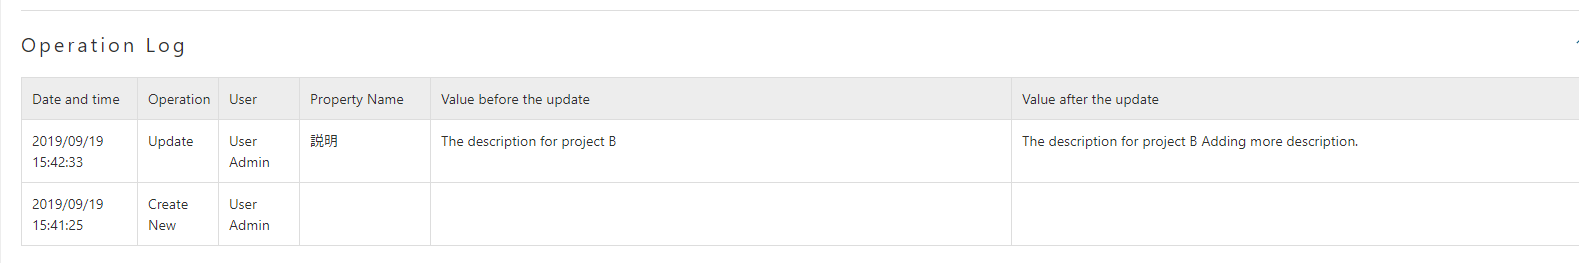 Operation Log
Date and time Operation User Property Name Value before the update Value after the update
2019/09/19 Update User 説明 The description for project B The description for project B Adding more description.
15:42:33 Admin
2019/09/19 Create User
15:41:25 New Admin